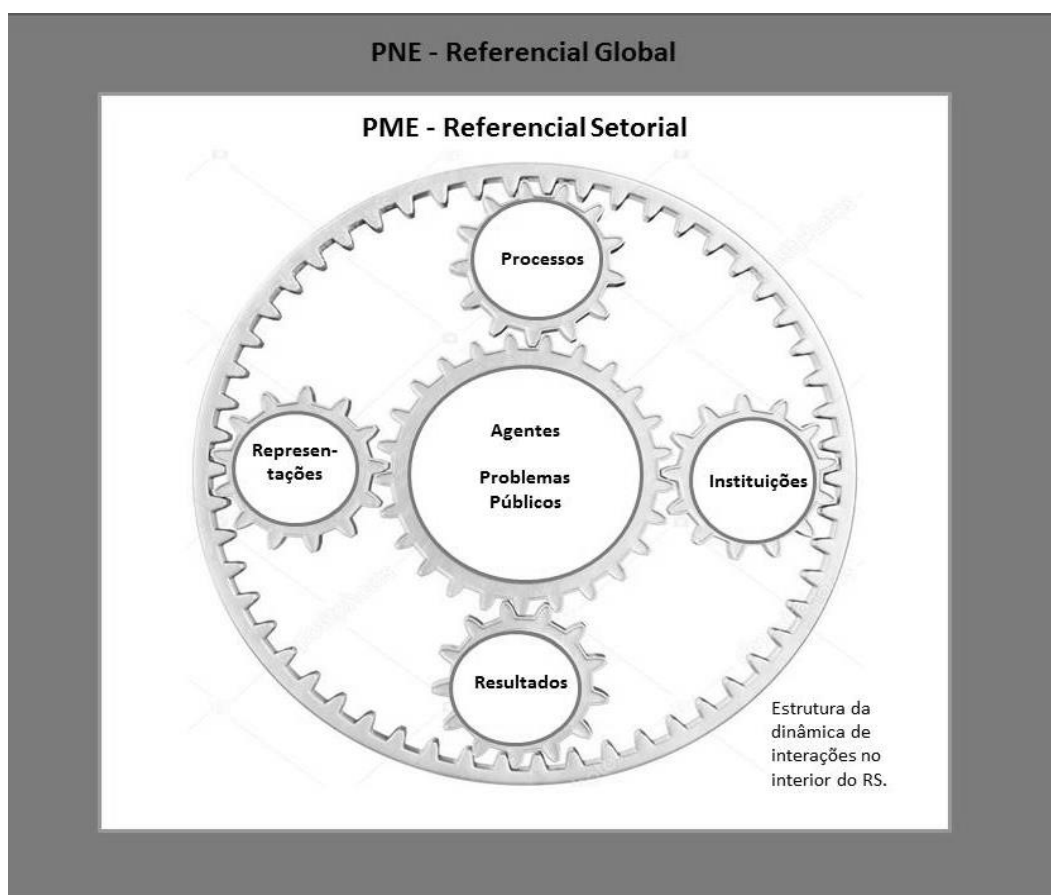 PNE - Referencial Global
PME - Referencial Setorial
Processos
Represen-
tações
Agentes
Problemas
Públicos
Instituições
Resultados
Estrutura da
dinâmica de
interações no
interior do RS.